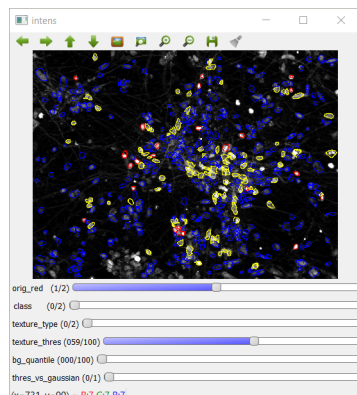 intens
orig_red (1/2)
class (0/2)
texture_type (0/2)
texture_thres (059/100)
bg_quantile (000/100)
thres_vs_gaussian (0/1)